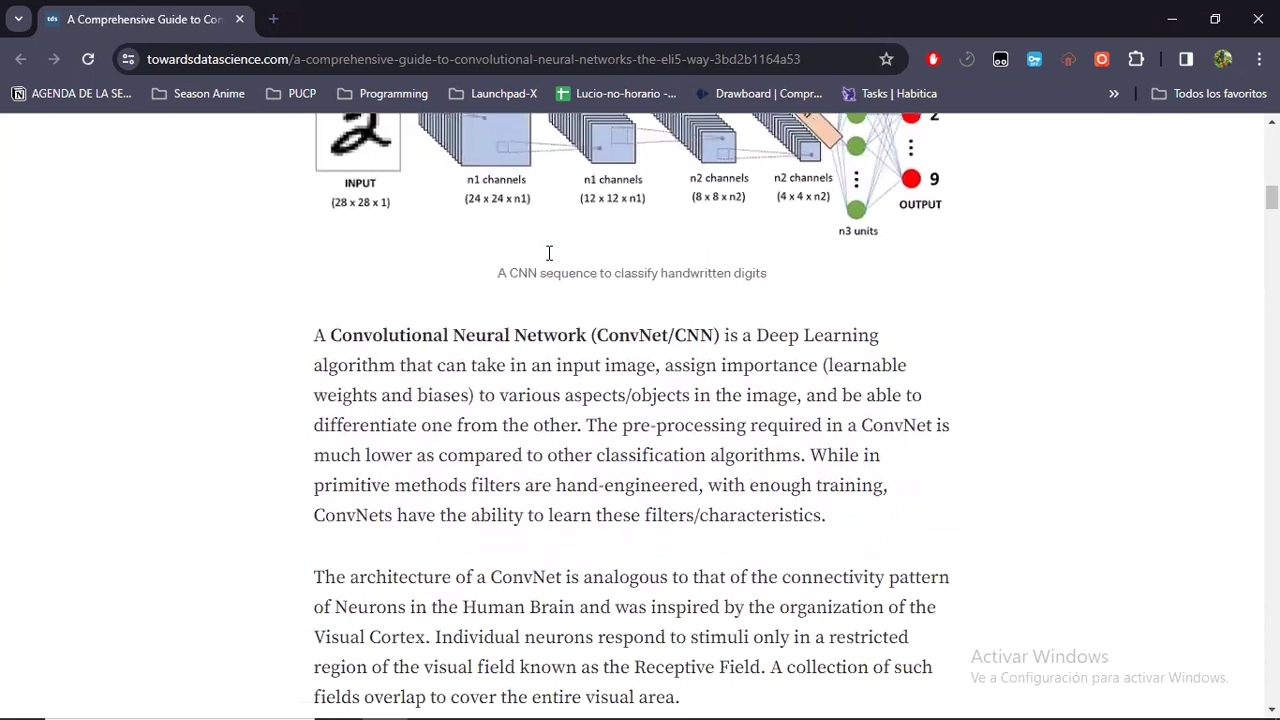 tds A Comprehensive Guide to Con
towardsdatascience.com/a-comprehensive-guide-to-convolutional-neural-networks-the-eli5-way-3bd2b1164a53
AGENDA DE LA SE... Season Anime PUCP Programming Launchpad-X Lucio-no-horario -... Drawboard | Compr... Tasks | Habitica » Todos los favoritos
2
9
INPUT
(28 x 28 x 1)
n1 channels
(24 x 24 x n1)
n1 channels
(12 x 12 x n1)
n2 channels
(8 x 8 x n2)
n2 channels
(4 x 4 x n2)
OUTPUT
n3 units
A CNN sequence to classify handwritten digits
A Convolutional Neural Network (ConvNet/CNN) is a Deep Learning
algorithm that can take in an input image, assign importance (learnable
weights and biases) to various aspects/objects in the image, and be able to
differentiate one from the other. The pre-processing required in a ConvNet is
much lower as compared to other classification algorithms. While in
primitive methods filters are hand-engineered, with enough training,
ConvNets have the ability to learn these filters/characteristics.
The architecture of a ConvNet is analogous to that of the connectivity pattern
of Neurons in the Human Brain and was inspired by the organization of the
Visual Cortex. Individual neurons respond to stimuli only in a restricted
region of the visual field known as the Receptive Field. A collection of such
fields overlap to cover the entire visual area.
Activar Windows
Ve a Configuración para activar Windows.